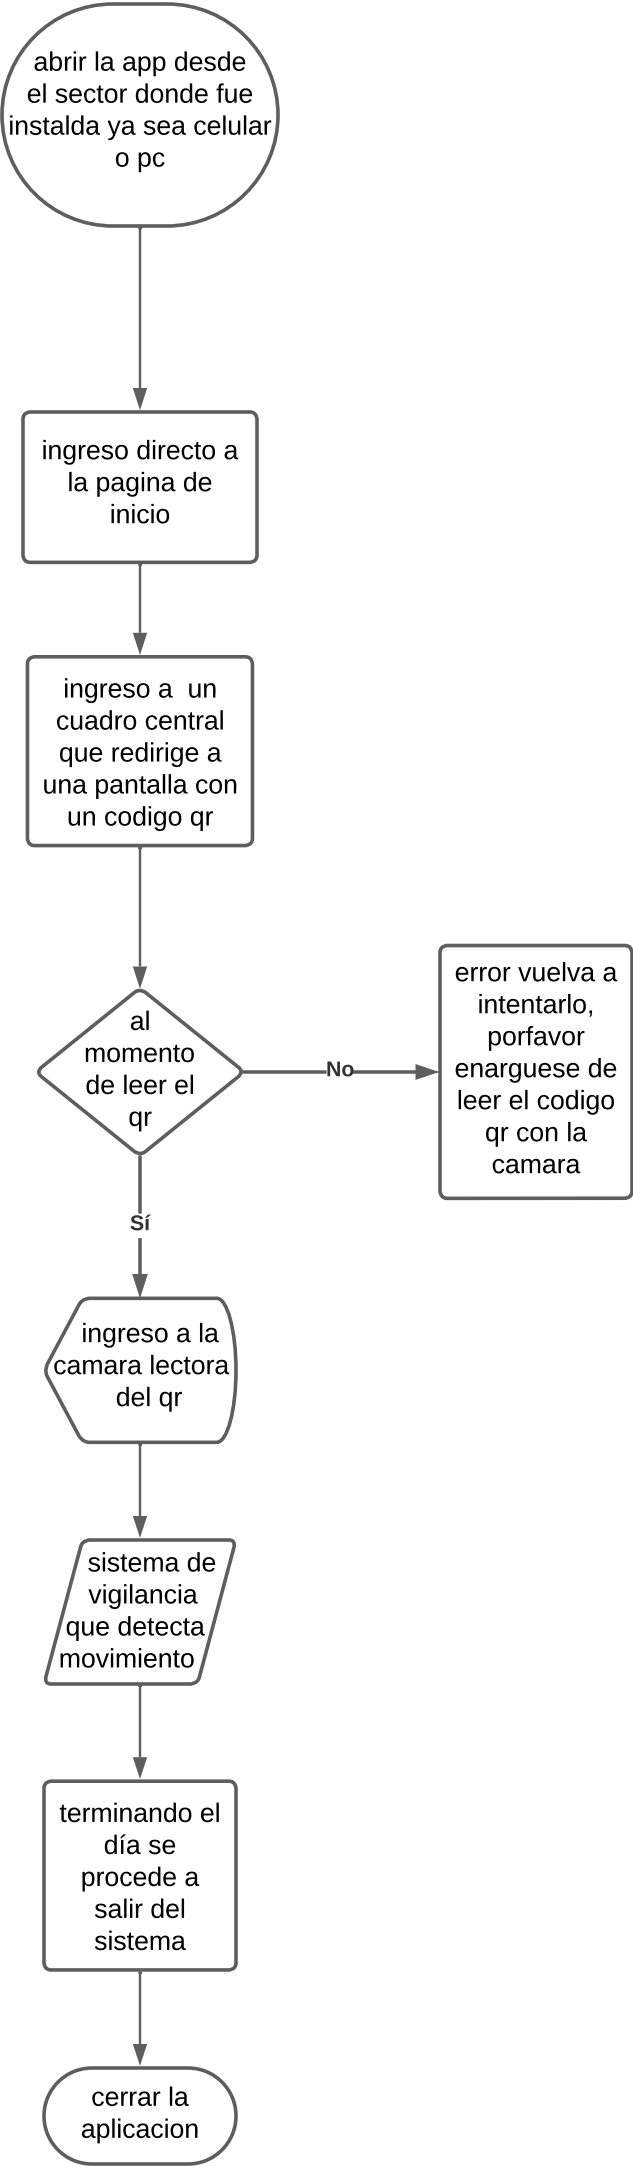 abrir la app desde
el sector donde fue
instalda ya sea celular
o pc
ingreso directo a
la pagina de
inicio
ingreso a  un
cuadro central
que redirige a
una pantalla con
un codigo qr
al
momento
de leer el
qr
No
error vuelva a
intentarlo,
porfavor
enarguese de
leer el codigo
qr con la
camara
Sí
ingreso a la
camara lectora
del qr
sistema de
vigilancia
que detecta
movimiento
terminando el
día se
procede a
salir del
sistema
cerrar la
aplicacion